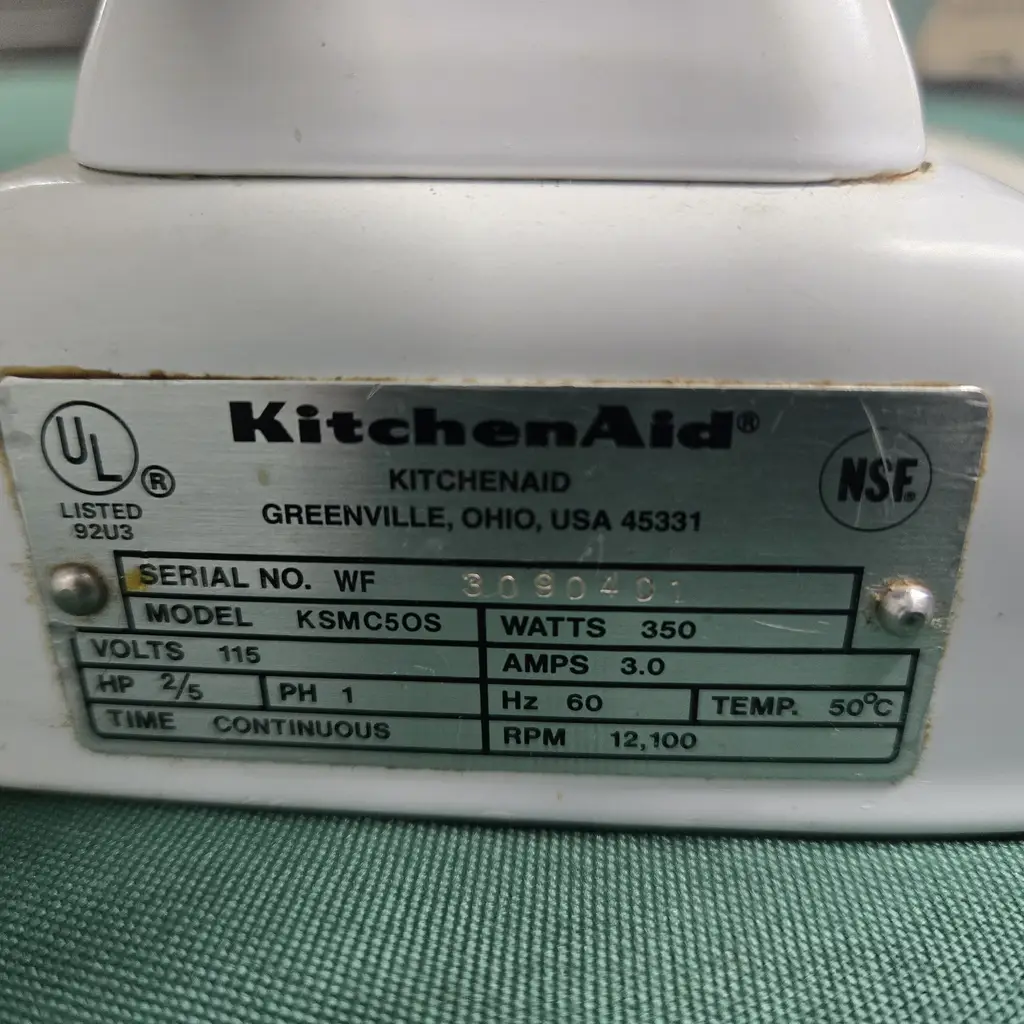 UL ®
LISTED
92U3
KitchenAid®
KITCHENAID
GREENVILLE, OHIO, USA 45331
NSF®
SERIAL NO. WF 3090401
MODEL KSMC50S
WATTS 350
VOLTS 115
AMPS 3.0
HP 2/5
PH 1
Hz 60
TEMP. 50°C
TIME CONTINUOUS
RPM 12,100